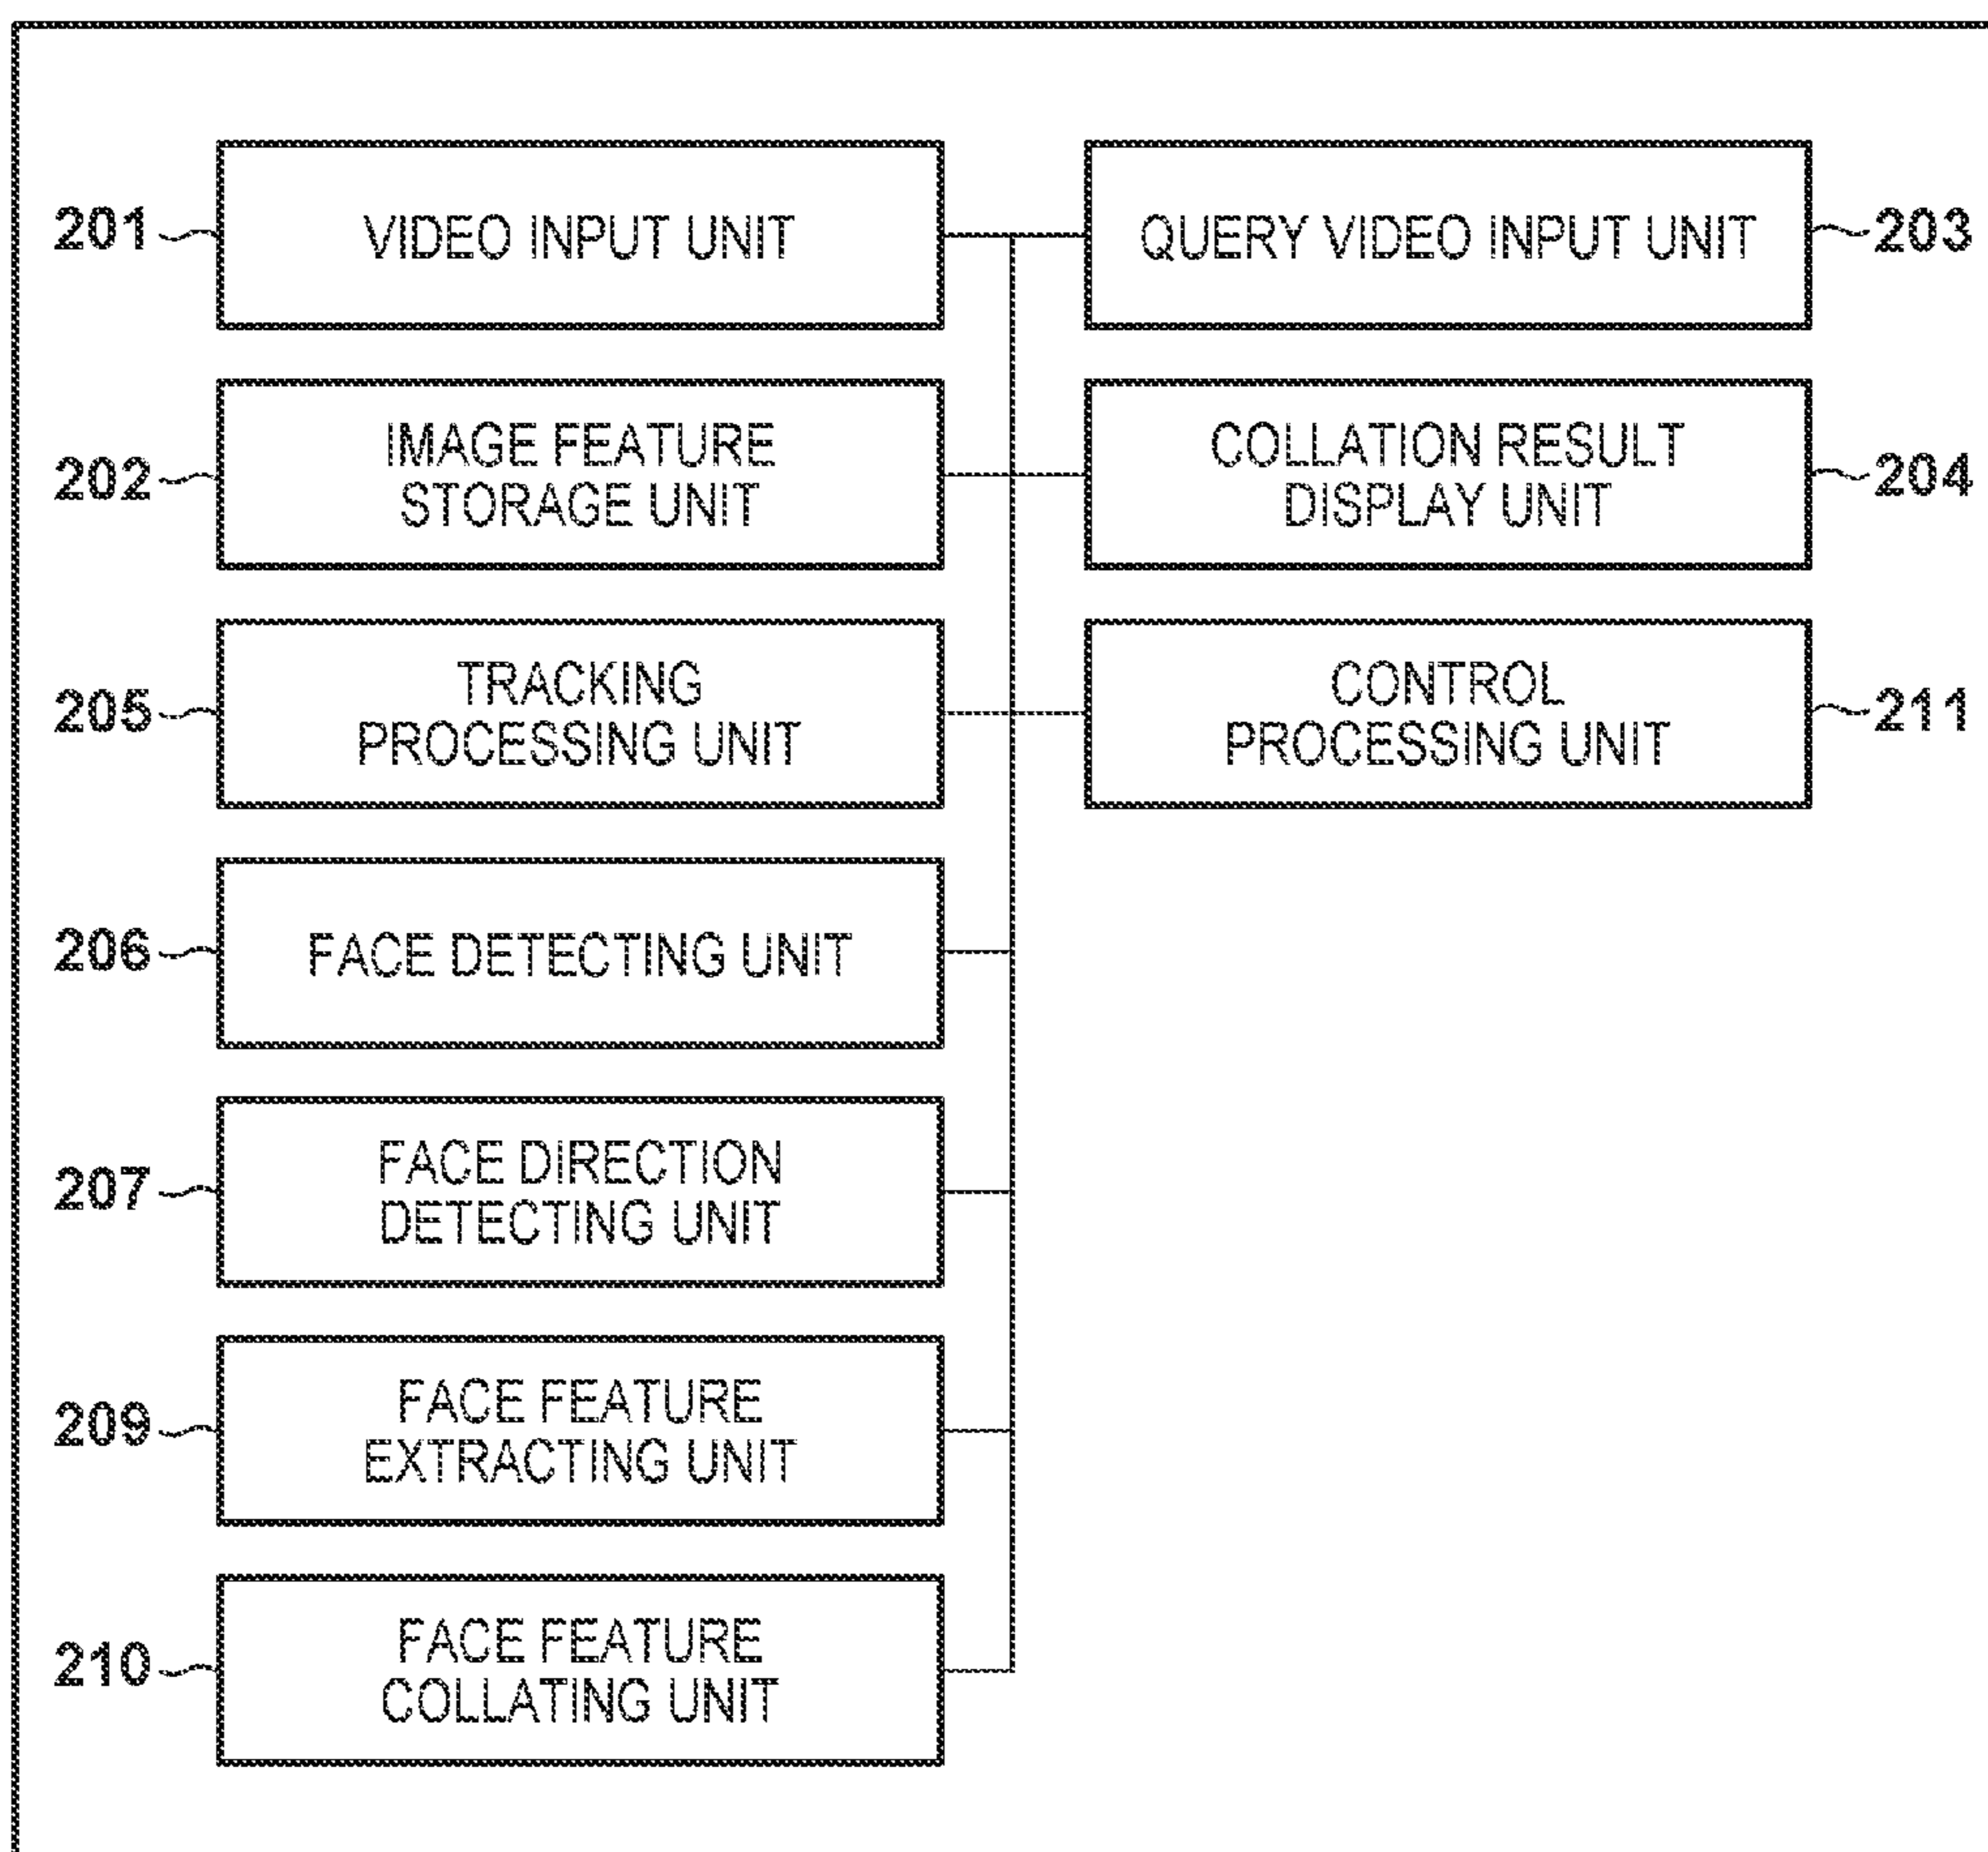 201
VIDEO INPUT UNIT
QUERY VIDEO INPUT UNIT
203
202
IMAGE FEATURE
STORAGE UNIT
COLLATION RESULT
DISPLAY UNIT
204
205
TRACKING
PROCESSING UNIT
CONTROL
PROCESSING UNIT
211
206
FACE DETECTING UNIT
207
FACE DIRECTION
DETECTING UNIT
209
FACE FEATURE
EXTRACTING UNIT
210
FACE FEATURE
COLLATING UNIT